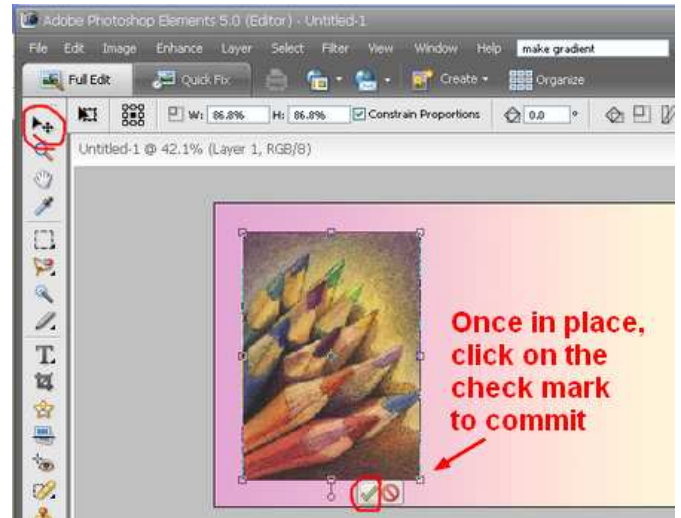 Adobe Photoshop Elements 5.0 (Editor) - Untitled-1
File Edit Image Enhance Layer Select Filter View Window Help make gradient
Full Edit Quick Fix Create Organize
W: 86.8% H: 86.8% Constrain Proportions 0.0 °
Untitled-1 @ 42.1% (Layer 1, RGB/8)
T
Once in place,
click on the
check mark
to commit